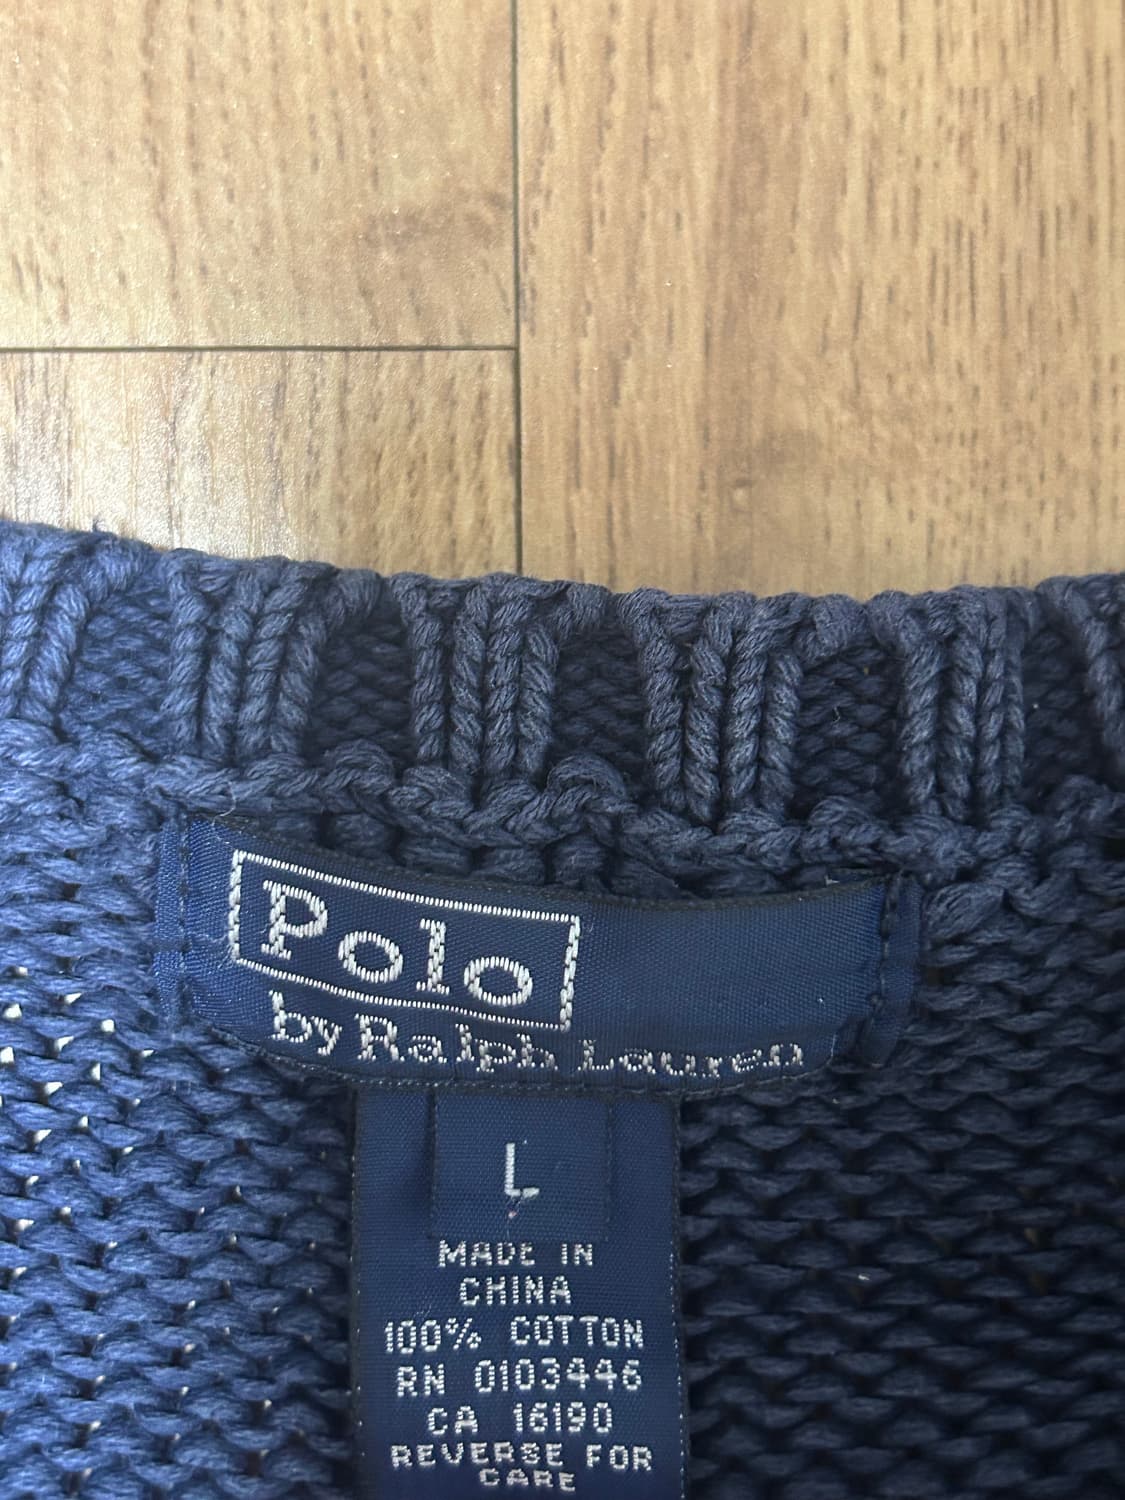 Polo
by Ralph Lauren
L
MADE IN
CHINA
100% COTTON
RN 0103446
CA 16190
REVERSE FOR
CARE